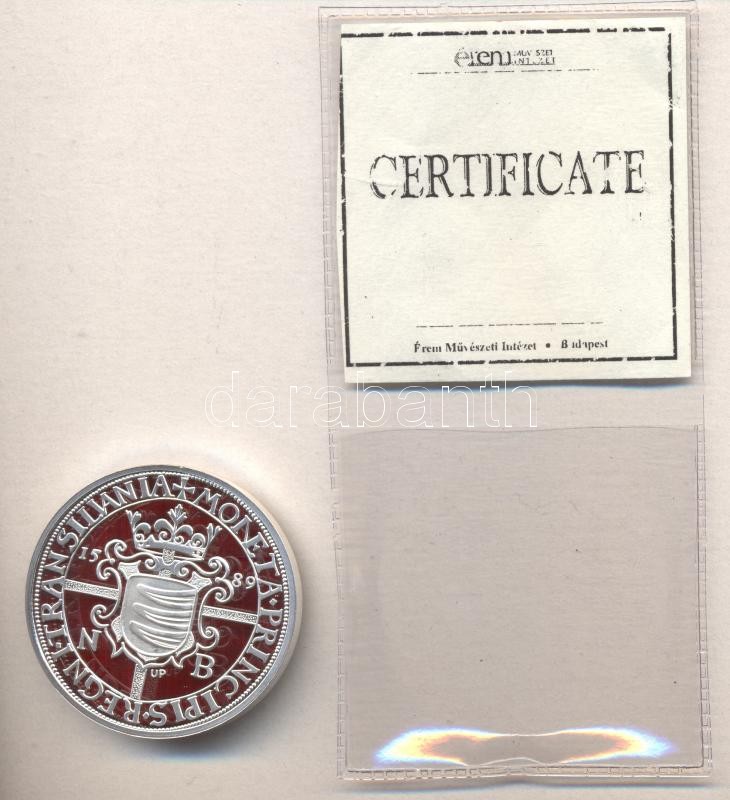 érem MŰVÉSZETI
INTÉZET
CERTIFICATE
Érem Művészeti Intézet • Budapest
darabanth
+ MONETA · PRINCIPIS · REGNI TRANSILVANIA
15 89
N B
UP